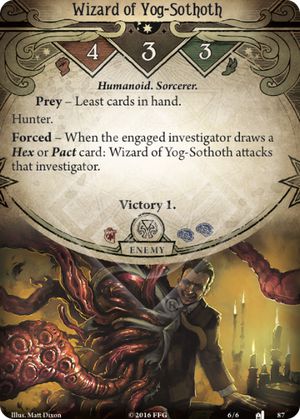 Wizard of Yog-Sothoth
4 3 3
Humanoid. Sorcerer.
Prey – Least cards in hand.
Hunter.
Forced – When the engaged investigator draws a
Hex or Pact card: Wizard of Yog-Sothoth attacks
that investigator.
Victory 1.
ENEMY
Illus. Matt Dixon © 2016 FFG 6/6 87